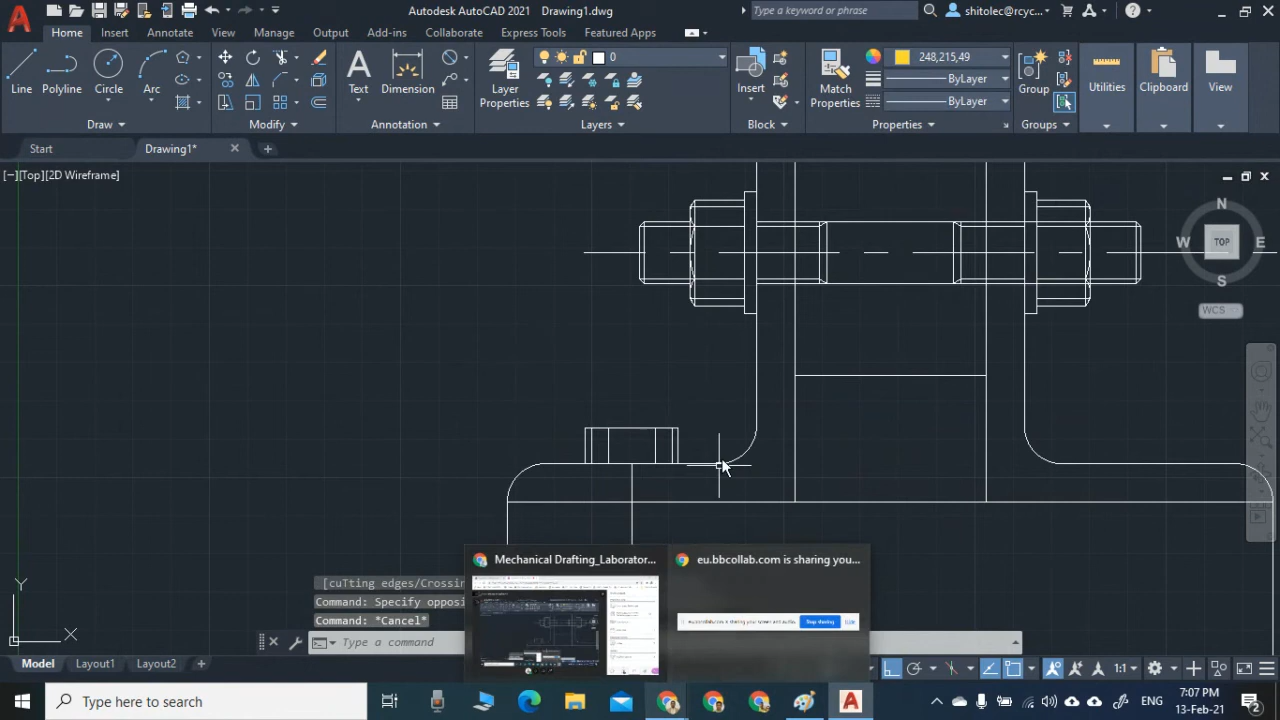 Autodesk AutoCAD 2021 Drawing1.dwg
Type a keyword or phrase
shitolec@rcyc...
Home Insert Annotate View Manage Output Add-ins Collaborate Express Tools Featured Apps
Line Polyline Circle Arc
Text Dimension
Layer Properties
0
Insert
Match Properties
248,215,49
ByLayer
ByLayer
Group
Utilities Clipboard View
Draw Modify Annotation Layers Block Properties Groups
Start Drawing1*
[−][Top][2D Wireframe]
N
W TOP E
S
WCS
Mechanical Drafting_Laborator... eu.bbcollab.com is sharing you...
Stop sharing
[cuTting edges/Crossin
Command: Specify opposi
Command: *Cancel*
Type a command
Y
Layout1 Layout2
1:1
Type here to search
ENG
7:07 PM
13-Feb-21
2